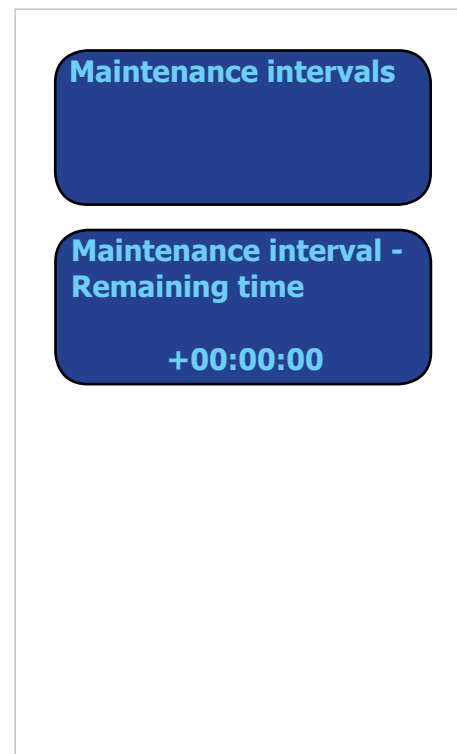 Maintenance intervals
Maintenance interval -
Remaining time
+00:00:00